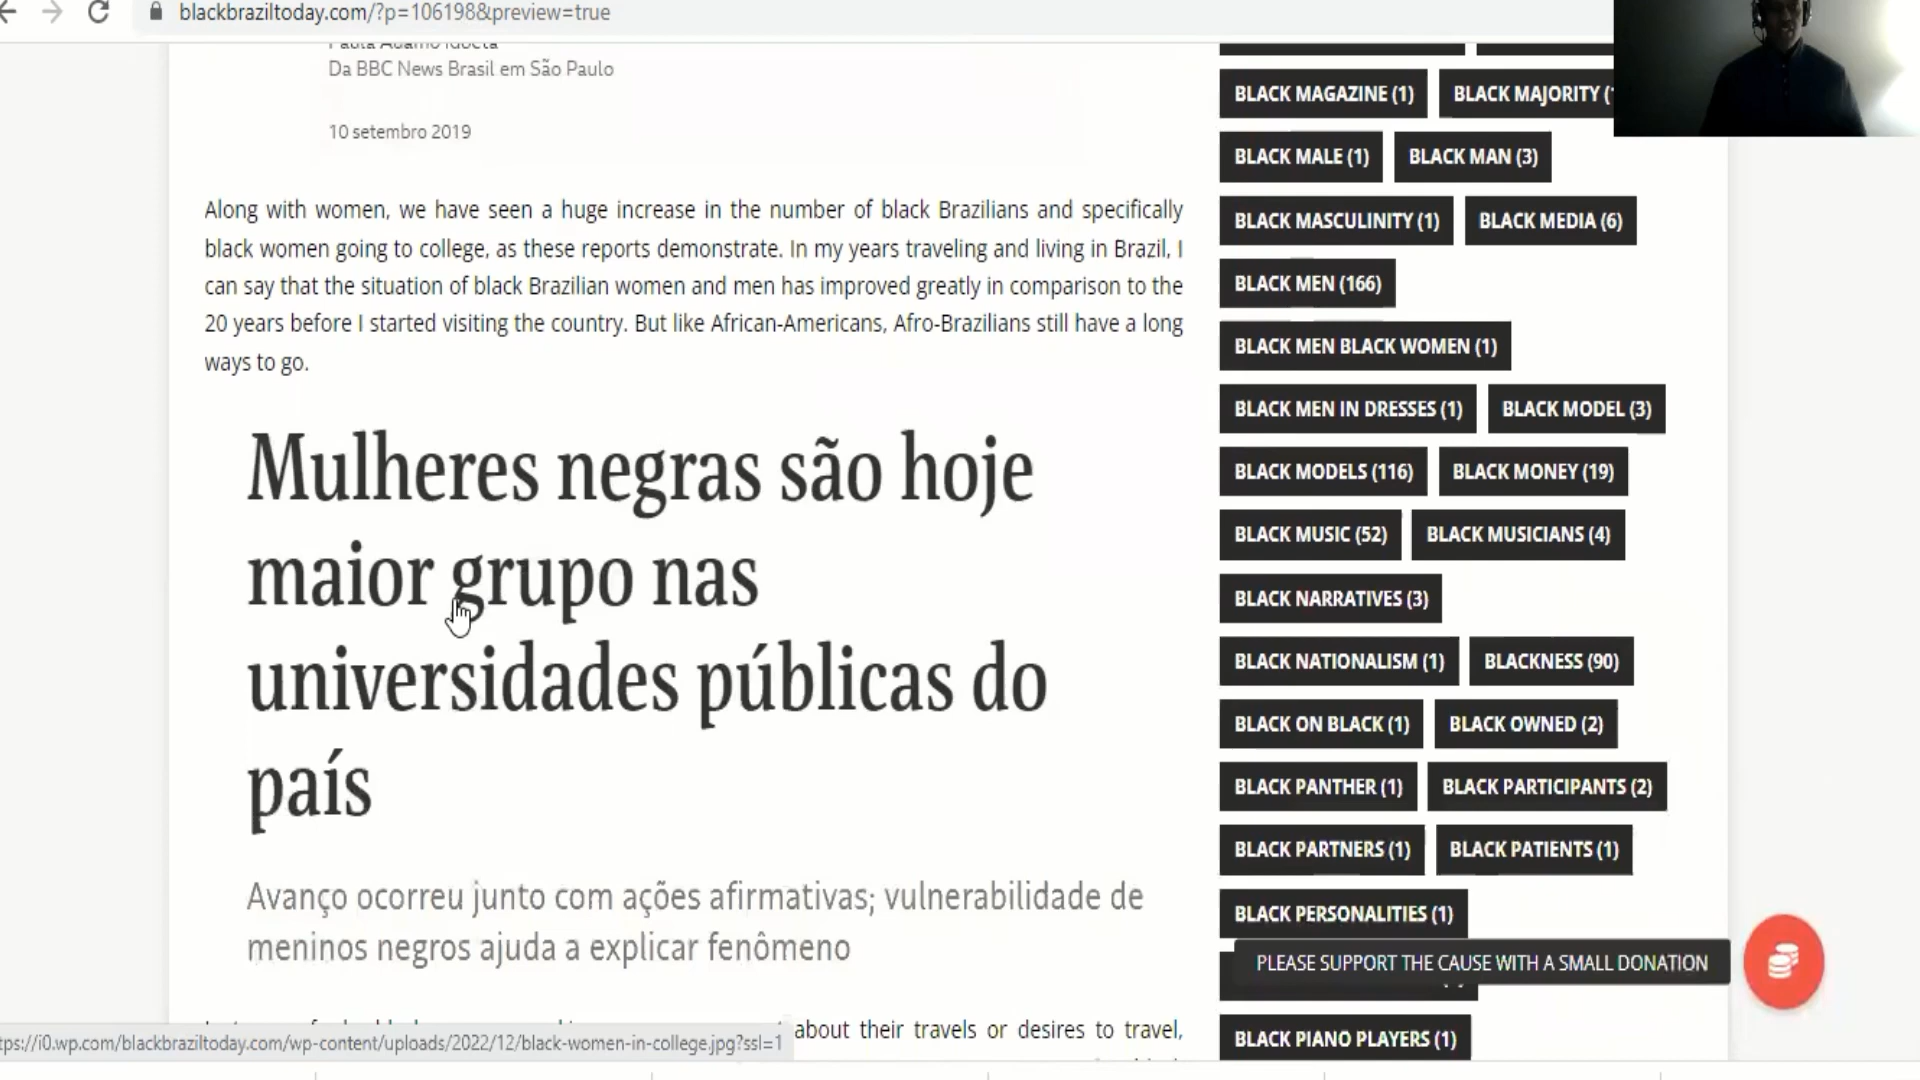 blackbraziltoday.com/?p=106198&preview=true
Da BBC News Brasil em São Paulo
10 setembro 2019
Along with women, we have seen a huge increase in the number of black Brazilians and specifically
black women going to college, as these reports demonstrate. In my years traveling and living in Brazil, I
can say that the situation of black Brazilian women and men has improved greatly in comparison to the
20 years before I started visiting the country. But like African-Americans, Afro-Brazilians still have a long
ways to go.
Mulheres negras são hoje
maior grupo nas
universidades públicas do
país
Avanço ocorreu junto com ações afirmativas; vulnerabilidade de
meninos negros ajuda a explicar fenômeno
about their travels or desires to travel,
tps://i0.wp.com/blackbraziltoday.com/wp-content/uploads/2022/12/black-women-in-college.jpg?ssl=1
BLACK MAGAZINE (1) BLACK MAJORITY
BLACK MALE (1) BLACK MAN (3)
BLACK MASCULINITY (1) BLACK MEDIA (6)
BLACK MEN (166)
BLACK MEN BLACK WOMEN (1)
BLACK MEN IN DRESSES (1) BLACK MODEL (3)
BLACK MODELS (116) BLACK MONEY (19)
BLACK MUSIC (52) BLACK MUSICIANS (4)
BLACK NARRATIVES (3)
BLACK NATIONALISM (1) BLACKNESS (90)
BLACK ON BLACK (1) BLACK OWNED (2)
BLACK PANTHER (1) BLACK PARTICIPANTS (2)
BLACK PARTNERS (1) BLACK PATIENTS (1)
BLACK PERSONALITIES (1)
PLEASE SUPPORT THE CAUSE WITH A SMALL DONATION
BLACK PIANO PLAYERS (1)